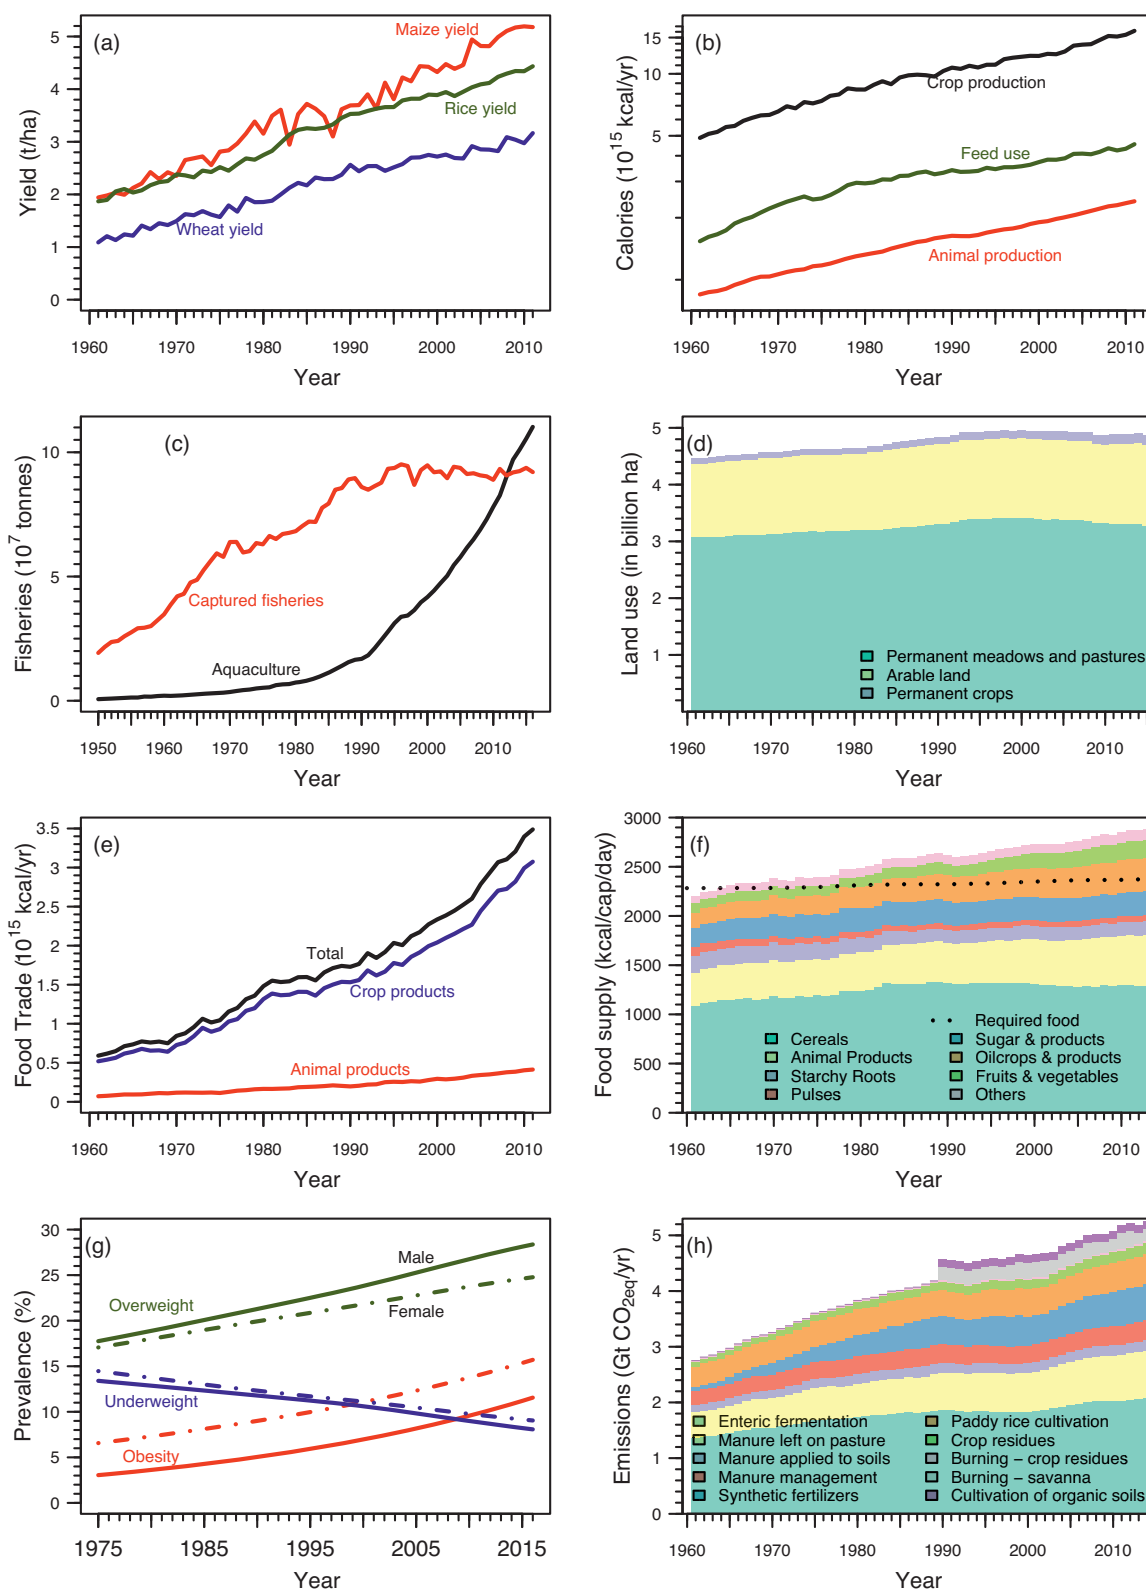 (a)
Maize yield
Rice yield
Wheat yield
Yield (t/ha)
5
4
3
2
1
0
1960 1970 1980 1990 2000 2010
Year
(b)
Crop production
Feed use
Animal production
Calories (10^15 kcal/yr)
15
10
5
1960 1970 1980 1990 2000 2010
Year
(c)
Captured fisheries
Aquaculture
Fisheries (10^7 tonnes)
10
5
0
1950 1960 1970 1980 1990 2000 2010
Year
(d)
Land use (in billion ha)
5
4
3
2
1
Permanent meadows and pastures
Arable land
Permanent crops
1960 1970 1980 1990 2000 2010
Year
(e)
Total
Crop products
Animal products
Food Trade (10^15 kcal/yr)
3.5
3
2.5
2
1.5
1
0.5
0
1960 1970 1980 1990 2000 2010
Year
(f)
Food supply (kcal/cap/day)
3000
2500
2000
1500
1000
500
0
Required food
Cereals Sugar & products
Animal Products Oilcrops & products
Starchy Roots Fruits & vegetables
Pulses Others
1960 1970 1980 1990 2000 2010
Year
(g)
Male
Overweight
Female
Underweight
Obesity
Prevalence (%)
30
25
20
15
10
5
0
1975 1985 1995 2005 2015
Year
(h)
Emissions (Gt CO2eq/yr)
5
4
3
2
1
0
Enteric fermentation Paddy rice cultivation
Manure left on pasture Crop residues
Manure applied to soils Burning – crop residues
Manure management Burning – savanna
Synthetic fertilizers Cultivation of organic soils
1960 1970 1980 1990 2000 2010
Year